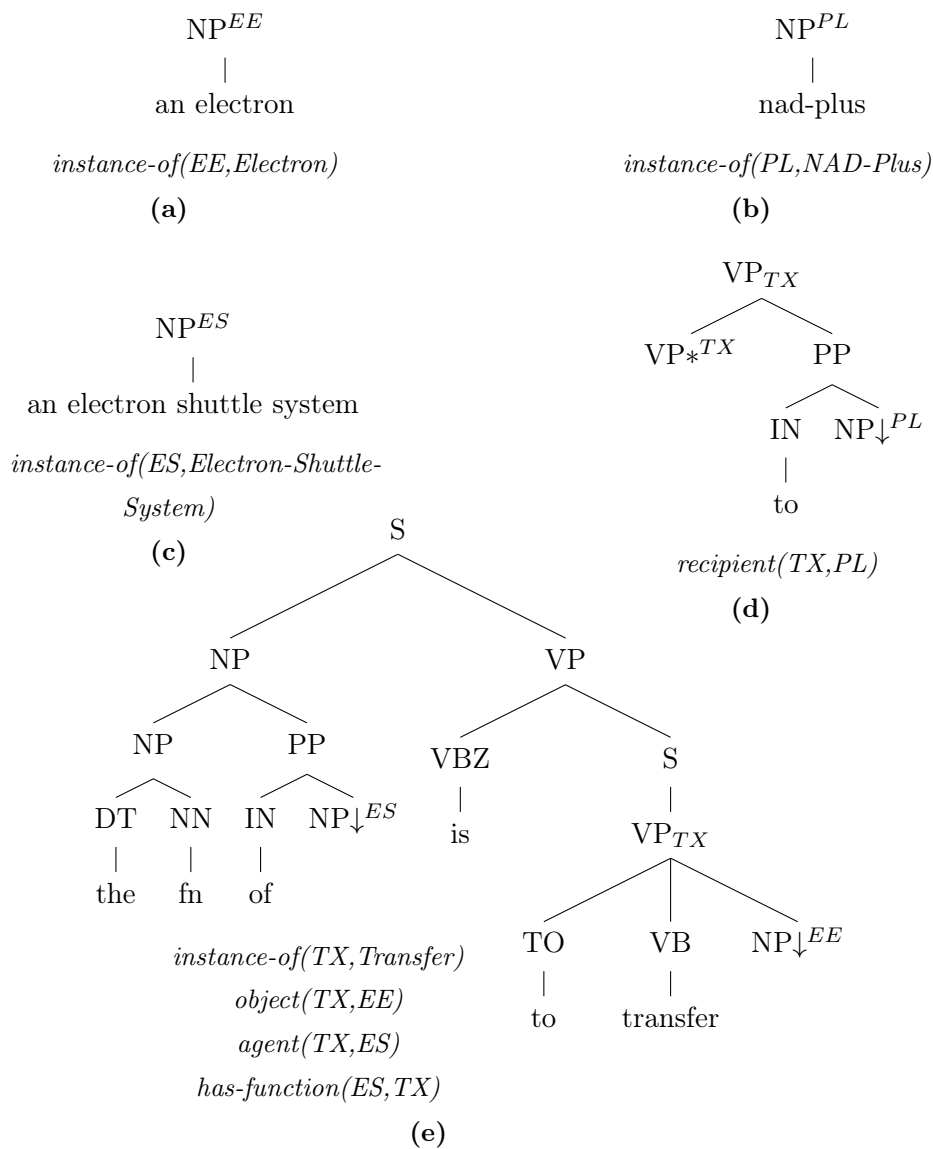 NP^EE
an electron
instance-of(EE,Electron)
(a)
NP^PL
nad-plus
instance-of(PL,NAD-Plus)
(b)
NP^ES
an electron shuttle system
instance-of(ES,Electron-Shuttle-
System)
(c)
VP_TX
VP*^TX PP
IN NP↓^PL
to
recipient(TX,PL)
(d)
S
NP VP
NP PP VBZ S
DT NN IN NP↓^ES is VP_TX
the fn of
TO VB NP↓^EE
to transfer
instance-of(TX,Transfer)
object(TX,EE)
agent(TX,ES)
has-function(ES,TX)
(e)